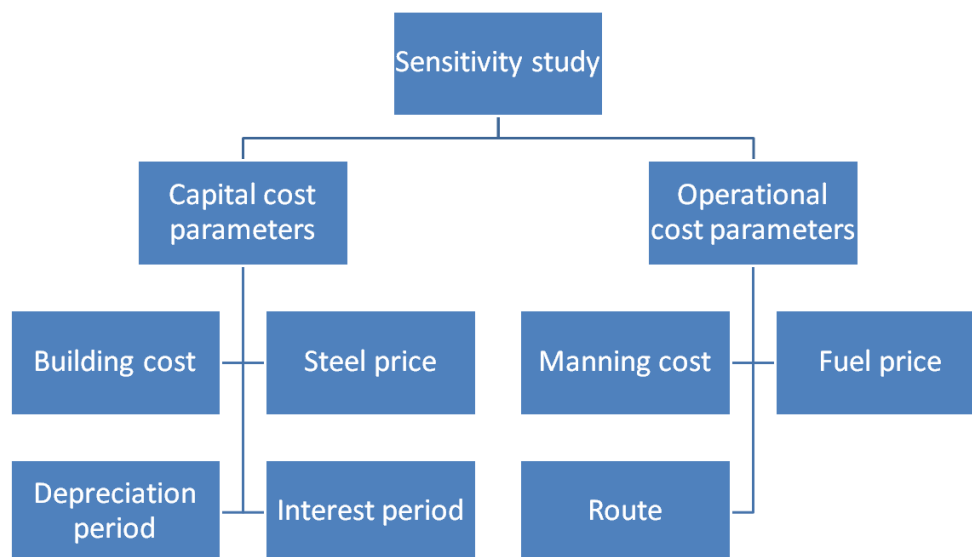 Sensitivity study
Capital cost
parameters
Operational
cost parameters
Building cost
Steel price
Manning cost
Fuel price
Depreciation
period
Interest period
Route